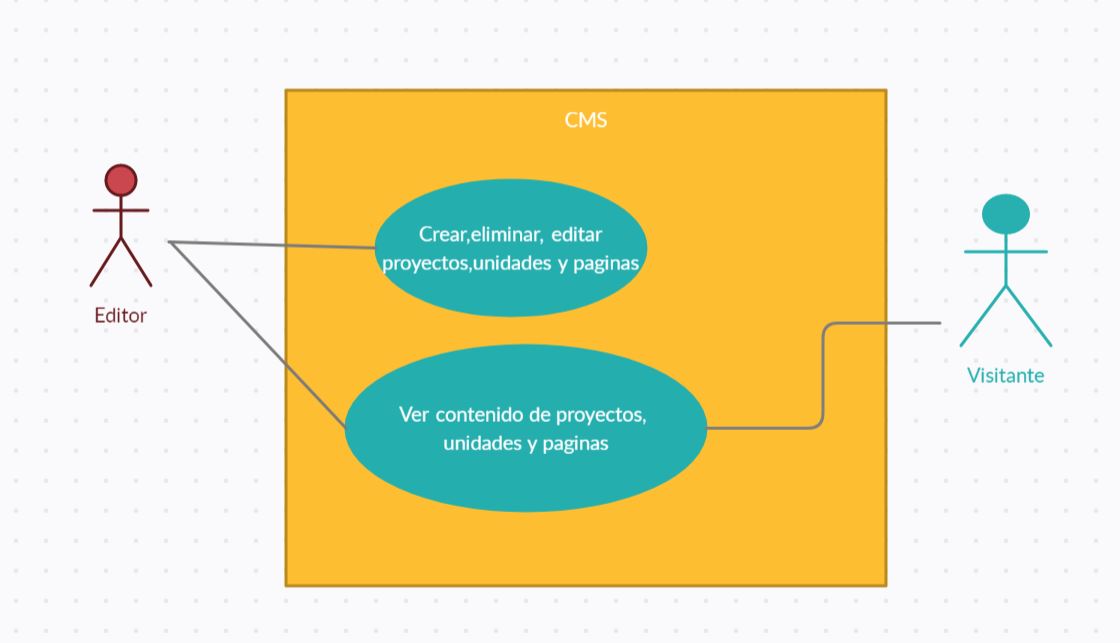 CMS
Crear,eliminar, editar
proyectos,unidades y paginas
Editor
Ver contenido de proyectos,
unidades y paginas
Visitante